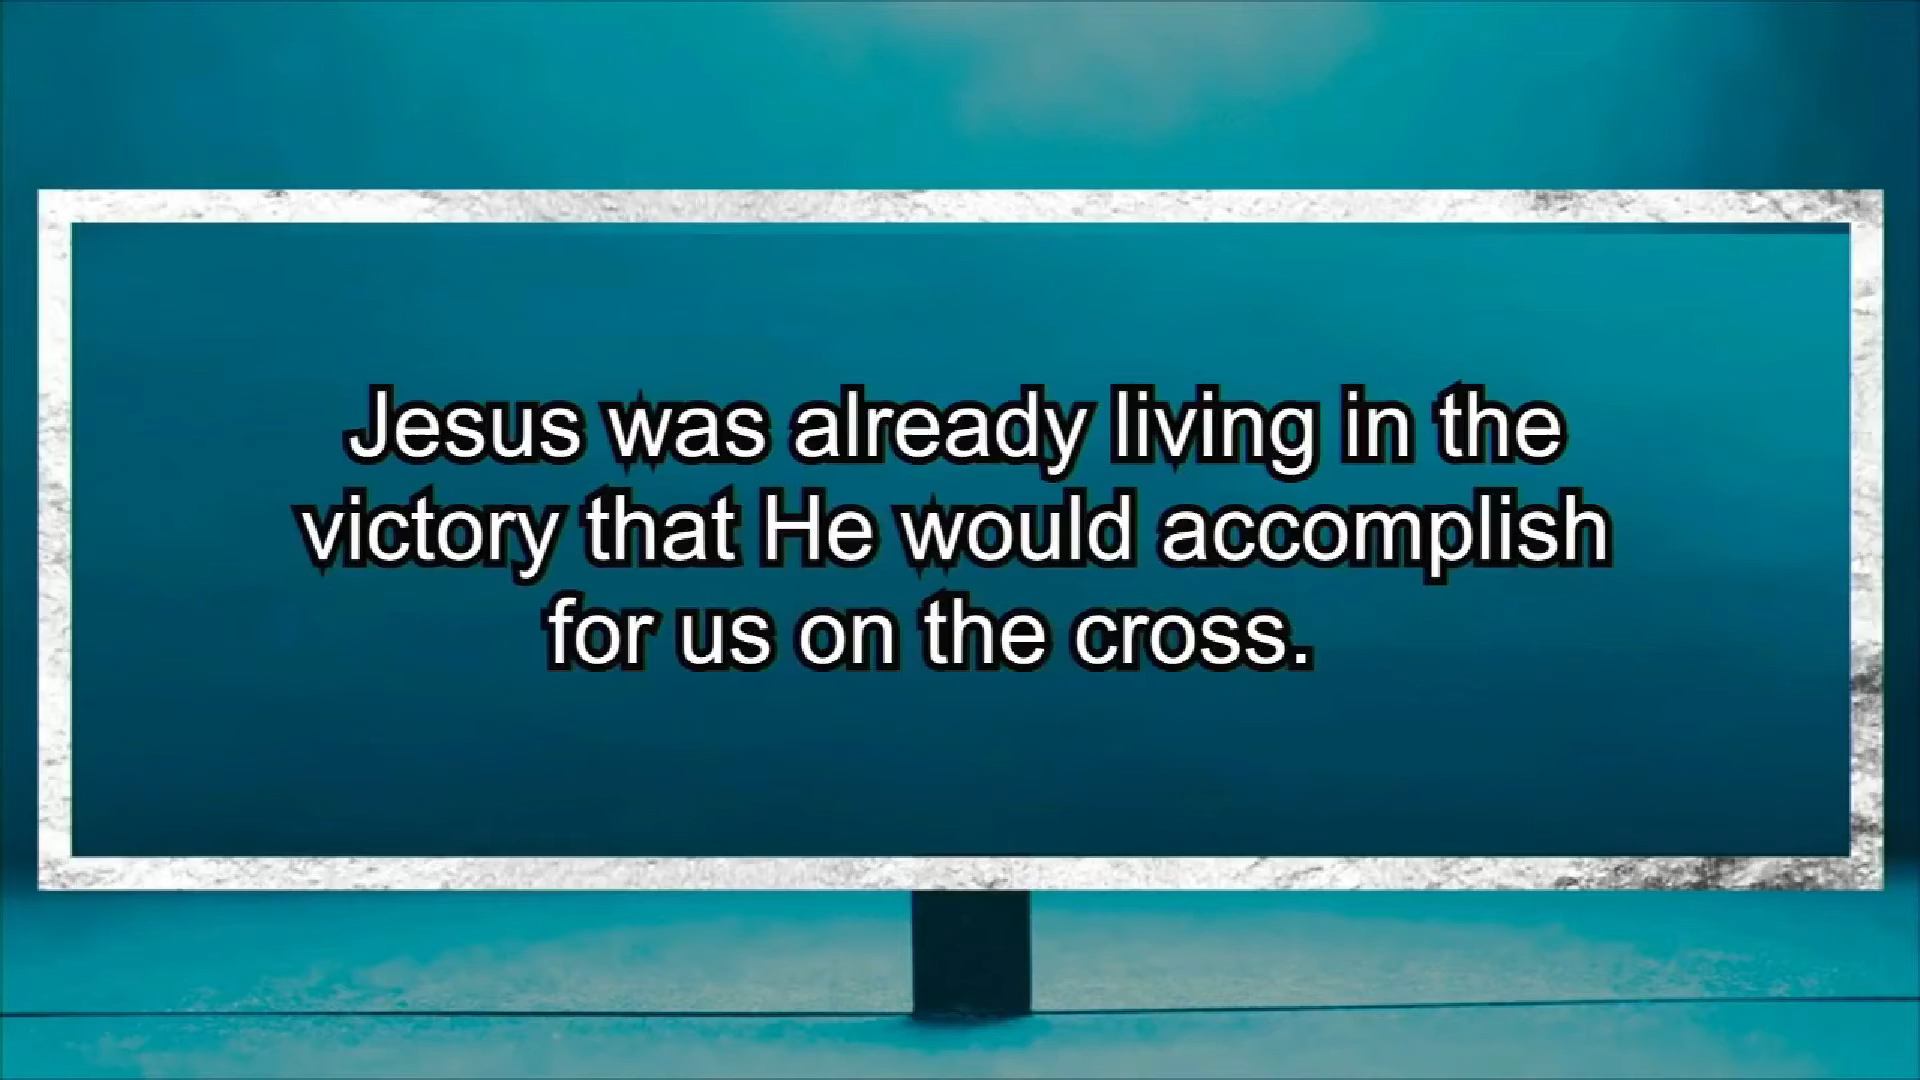 Jesus was already living in the
victory that He would accomplish
for us on the cross.